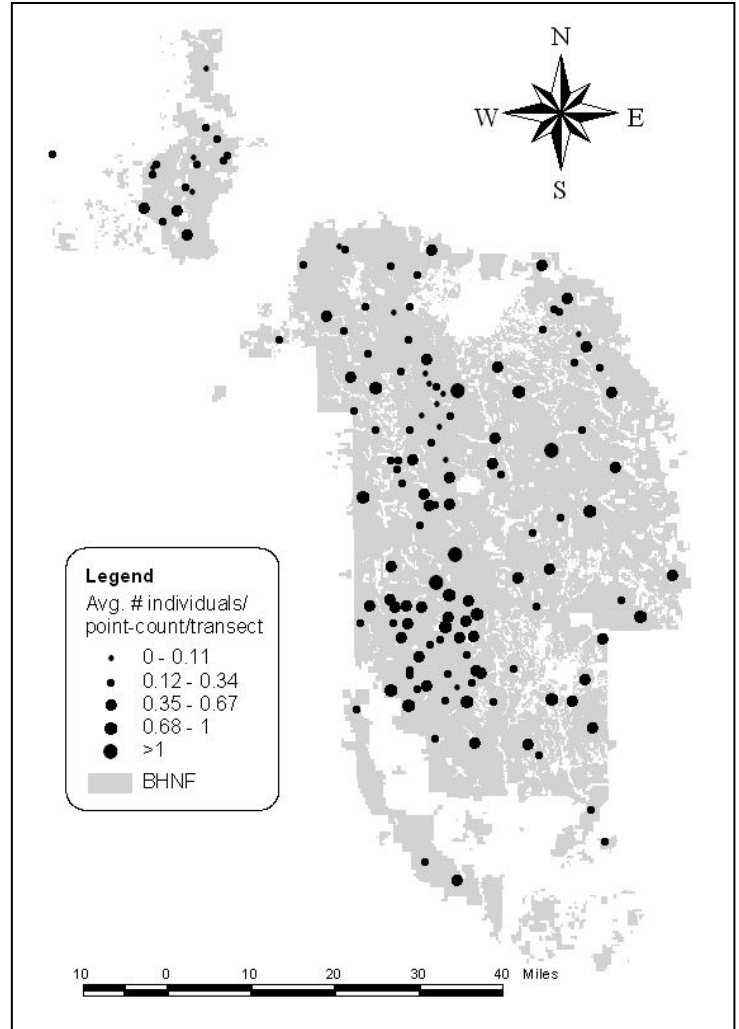 N
W E
S
Legend
Avg. # individuals/
point-count/transect
0 - 0.11
0.12 - 0.34
0.35 - 0.67
0.68 - 1
>1
BHNF
10 0 10 20 30 40 Miles